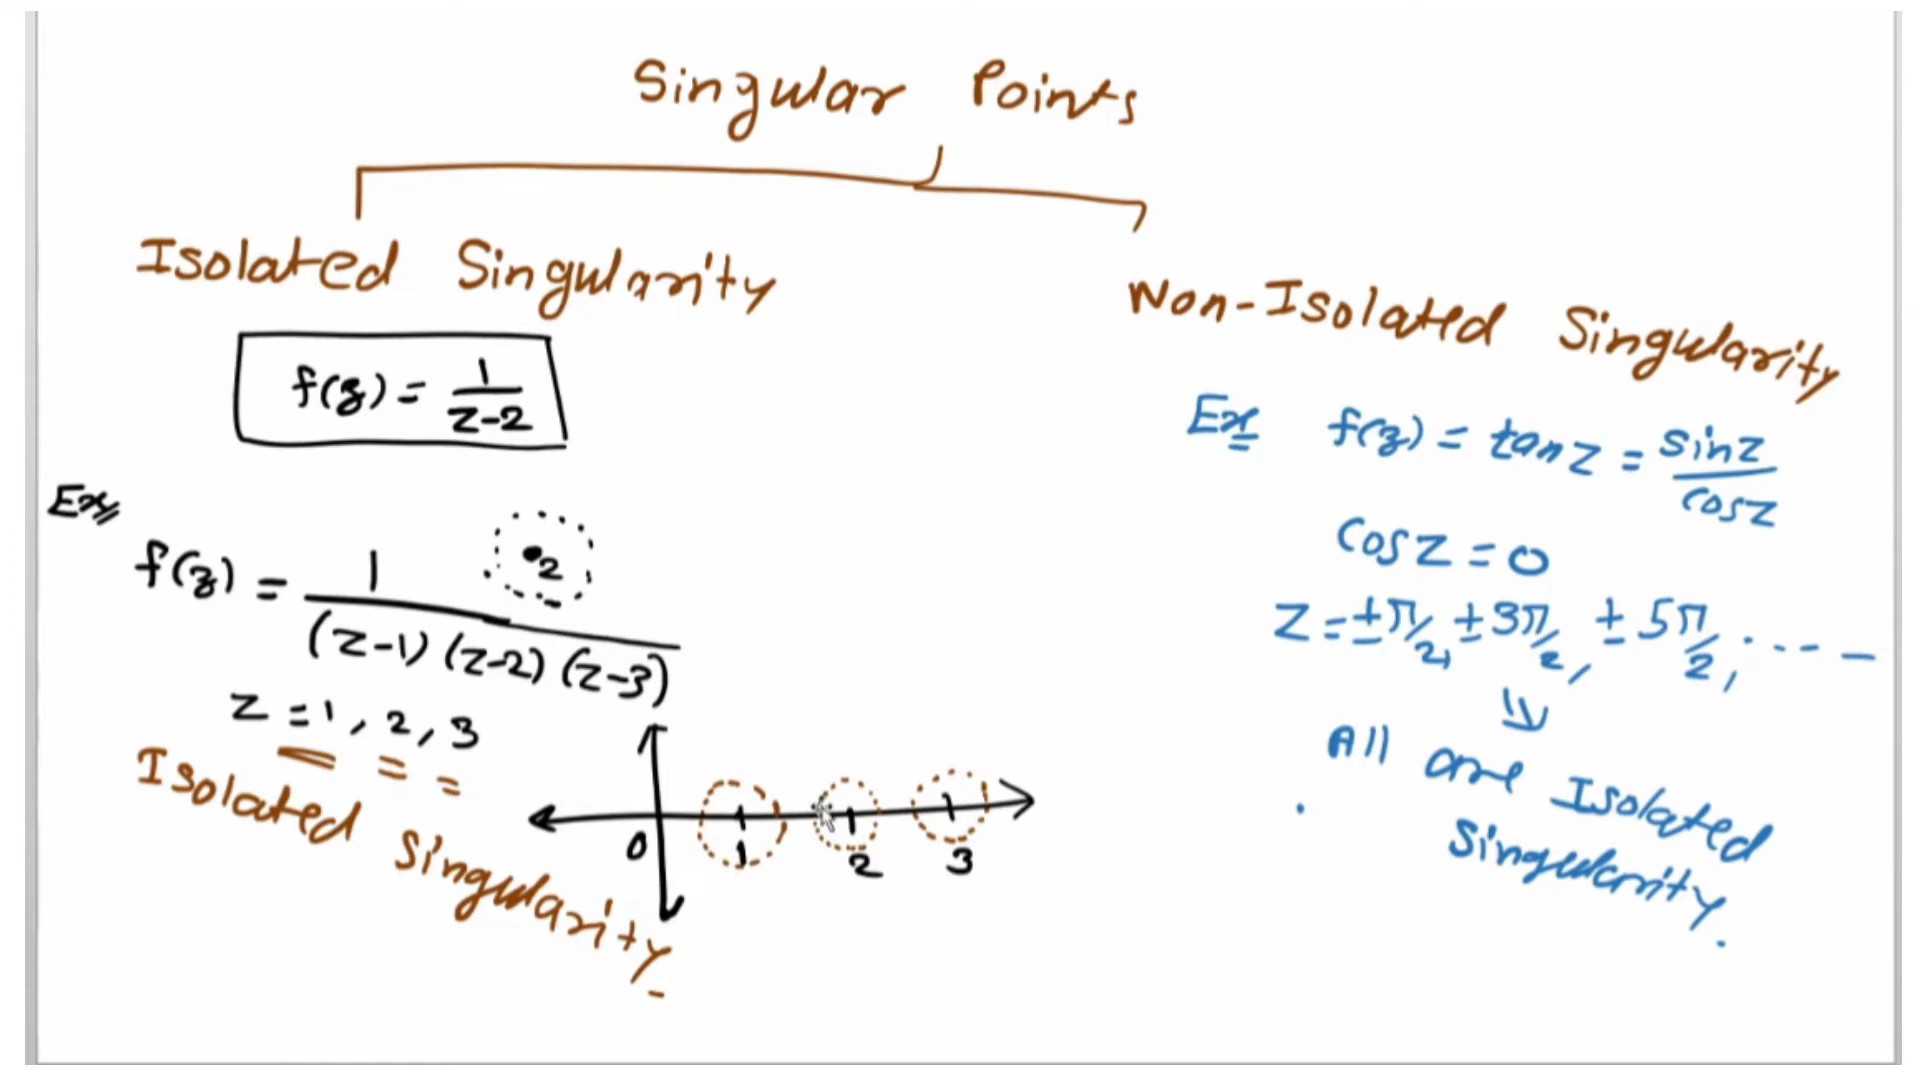 Singular Points
Isolated Singularity
f(z) = 1/(z-2)
Ex
.2
f(z) = 1/((z-1)(z-2)(z-3))
z = 1, 2, 3
Isolated Singularity
0 1 2 3
Non-Isolated Singularity
Ex f(z) = tan z = sin z/cos z
cos z = 0
z = ±π/2, ±3π/2, ±5π/2, ....
⇓
All are Isolated
Singularity.